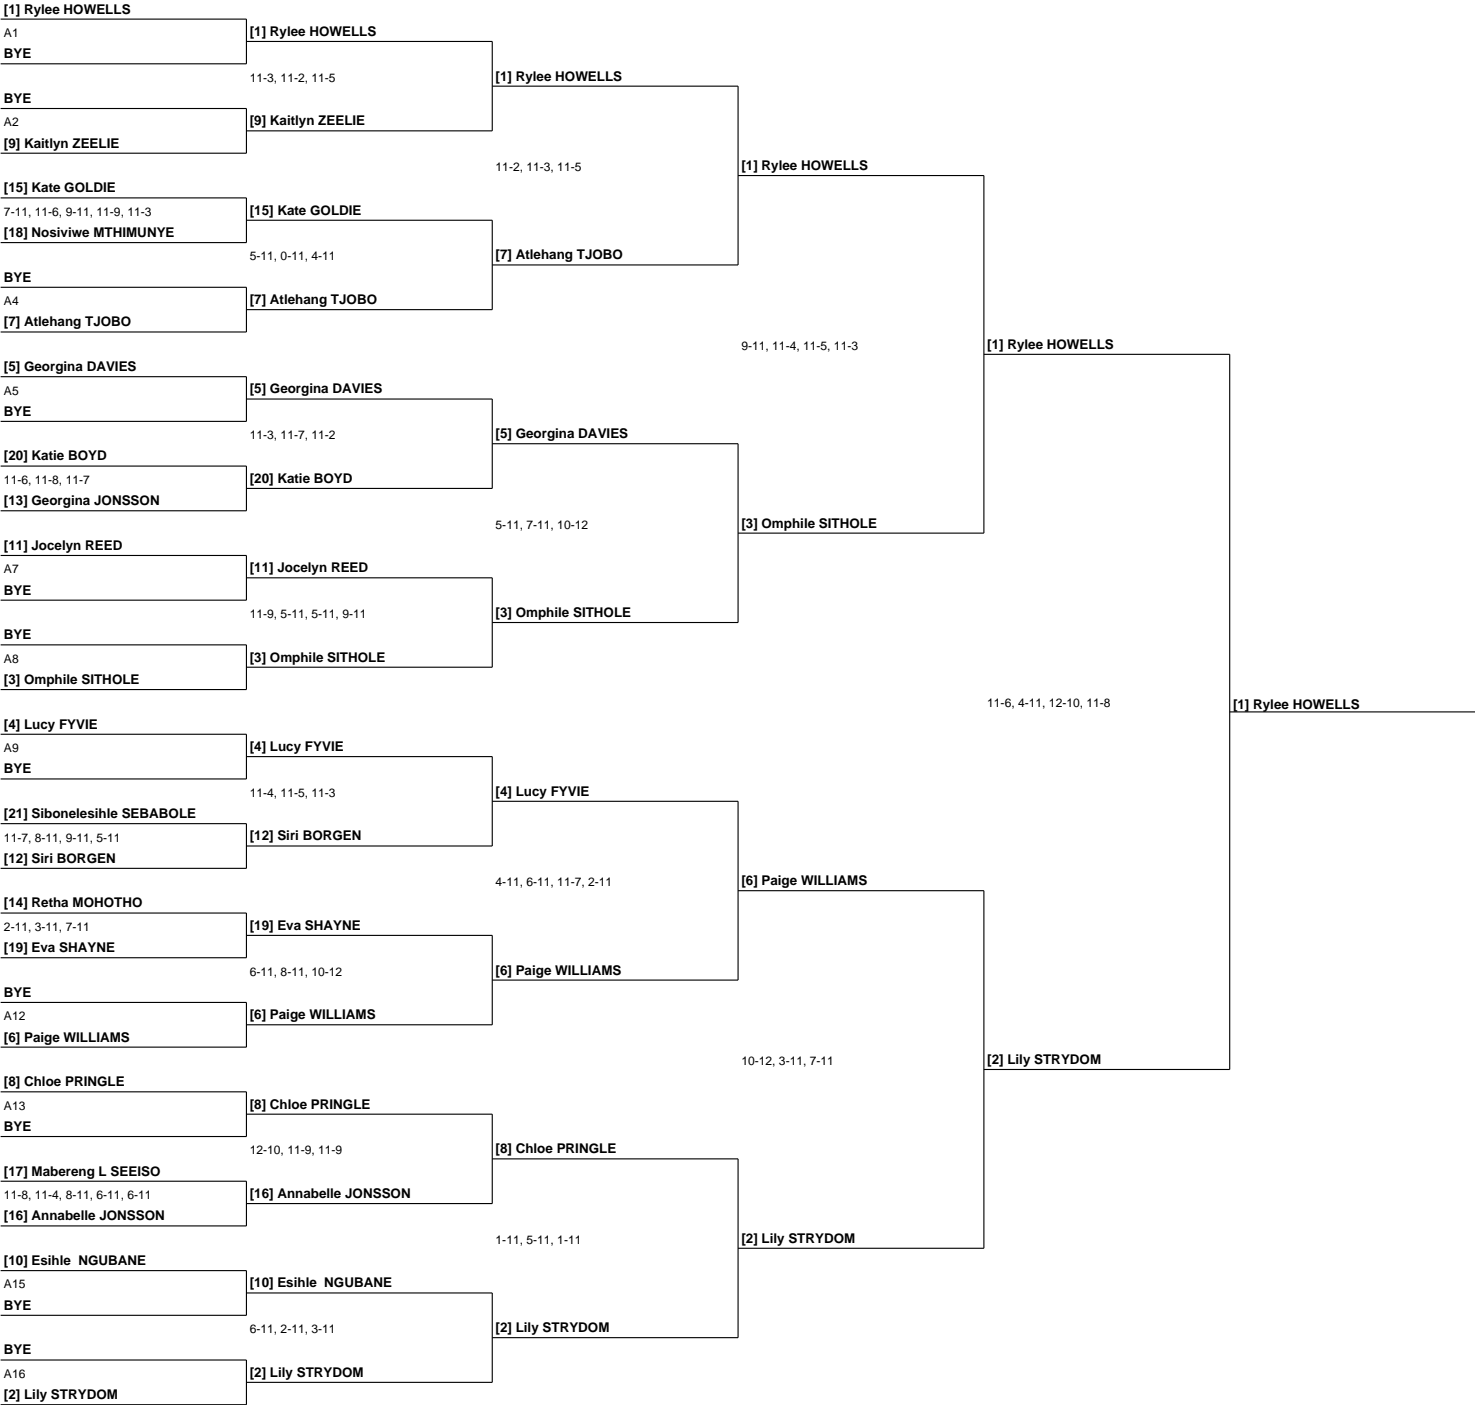 [1] Rylee HOWELLS
A1
BYE
BYE
A2
[9] Kaitlyn ZEELIE
[15] Kate GOLDIE
7-11, 11-6, 9-11, 11-9, 11-3
[18] Nosiviwe MTHIMUNYE
BYE
A4
[7] Atlehang TJOBO
[5] Georgina DAVIES
A5
BYE
[20] Katie BOYD
11-6, 11-8, 11-7
[13] Georgina JONSSON
[11] Jocelyn REED
A7
BYE
BYE
A8
[3] Omphile SITHOLE
[4] Lucy FYVIE
A9
BYE
[21] Sibonelesihle SEBABOLE
11-7, 8-11, 9-11, 5-11
[12] Siri BORGEN
[14] Retha MOHOTHO
2-11, 3-11, 7-11
[19] Eva SHAYNE
BYE
A12
[6] Paige WILLIAMS
[8] Chloe PRINGLE
A13
BYE
[17] Mabereng L SEEISO
11-8, 11-4, 8-11, 6-11, 6-11
[16] Annabelle JONSSON
[10] Esihle  NGUBANE
A15
BYE
BYE
A16
[2] Lily STRYDOM
[1] Rylee HOWELLS
11-3, 11-2, 11-5
[9] Kaitlyn ZEELIE
[15] Kate GOLDIE
5-11, 0-11, 4-11
[7] Atlehang TJOBO
[5] Georgina DAVIES
11-3, 11-7, 11-2
[20] Katie BOYD
[11] Jocelyn REED
11-9, 5-11, 5-11, 9-11
[3] Omphile SITHOLE
[4] Lucy FYVIE
11-4, 11-5, 11-3
[12] Siri BORGEN
[19] Eva SHAYNE
6-11, 8-11, 10-12
[6] Paige WILLIAMS
[8] Chloe PRINGLE
12-10, 11-9, 11-9
[16] Annabelle JONSSON
[10] Esihle  NGUBANE
6-11, 2-11, 3-11
[2] Lily STRYDOM
[1] Rylee HOWELLS
11-2, 11-3, 11-5
[7] Atlehang TJOBO
[5] Georgina DAVIES
5-11, 7-11, 10-12
[3] Omphile SITHOLE
[4] Lucy FYVIE
4-11, 6-11, 11-7, 2-11
[6] Paige WILLIAMS
[8] Chloe PRINGLE
1-11, 5-11, 1-11
[2] Lily STRYDOM
[1] Rylee HOWELLS
9-11, 11-4, 11-5, 11-3
[3] Omphile SITHOLE
[6] Paige WILLIAMS
10-12, 3-11, 7-11
[2] Lily STRYDOM
[1] Rylee HOWELLS
11-6, 4-11, 12-10, 11-8
[2] Lily STRYDOM
[1] Rylee HOWELLS